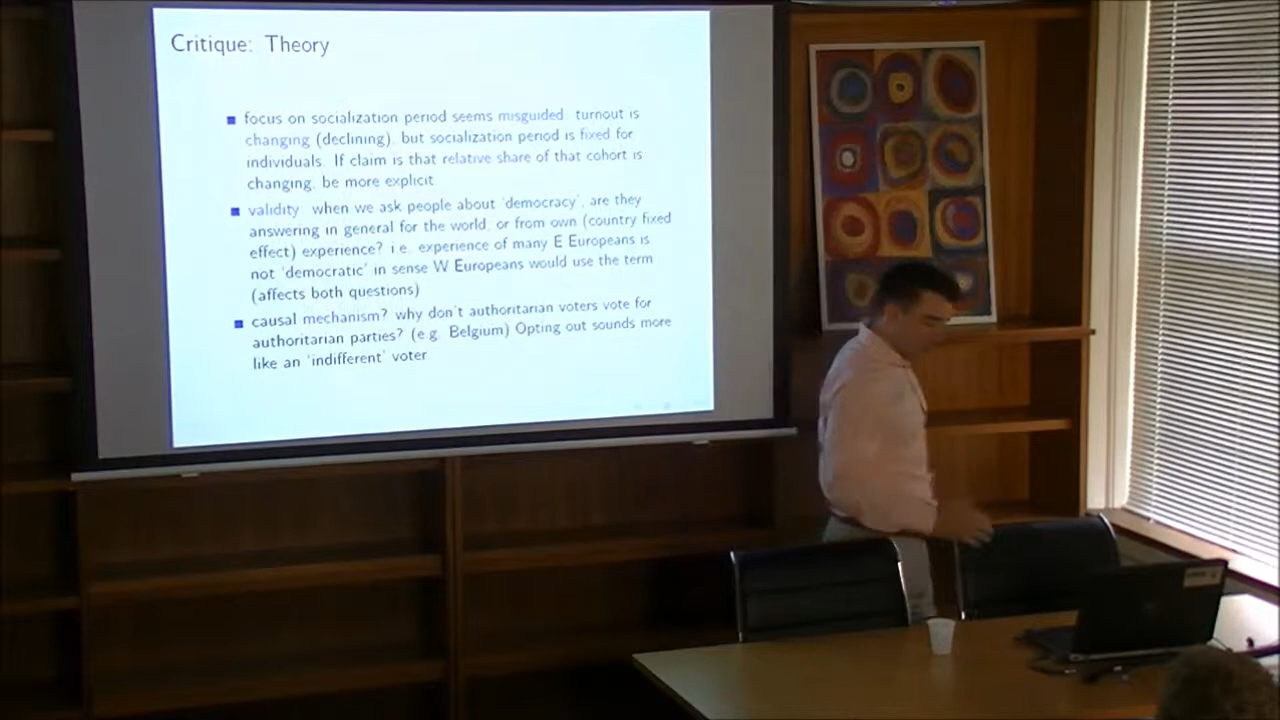 Critique: Theory
focus on socialization period seems misguided: turnout is
changing (declining), but socialization period is fixed for
individuals. If claim is that relative share of that cohort is
changing, be more explicit
validity: when we ask people about 'democracy', are they
answering in general for the world, or from own (country fixed
effect) experience? i.e. experience of many E Europeans is
not 'democratic' in sense W Europeans would use the term
(affects both questions)
causal mechanism? why don't authoritarian voters vote for
authoritarian parties? (e.g. Belgium) Opting out sounds more
like an 'indifferent' voter